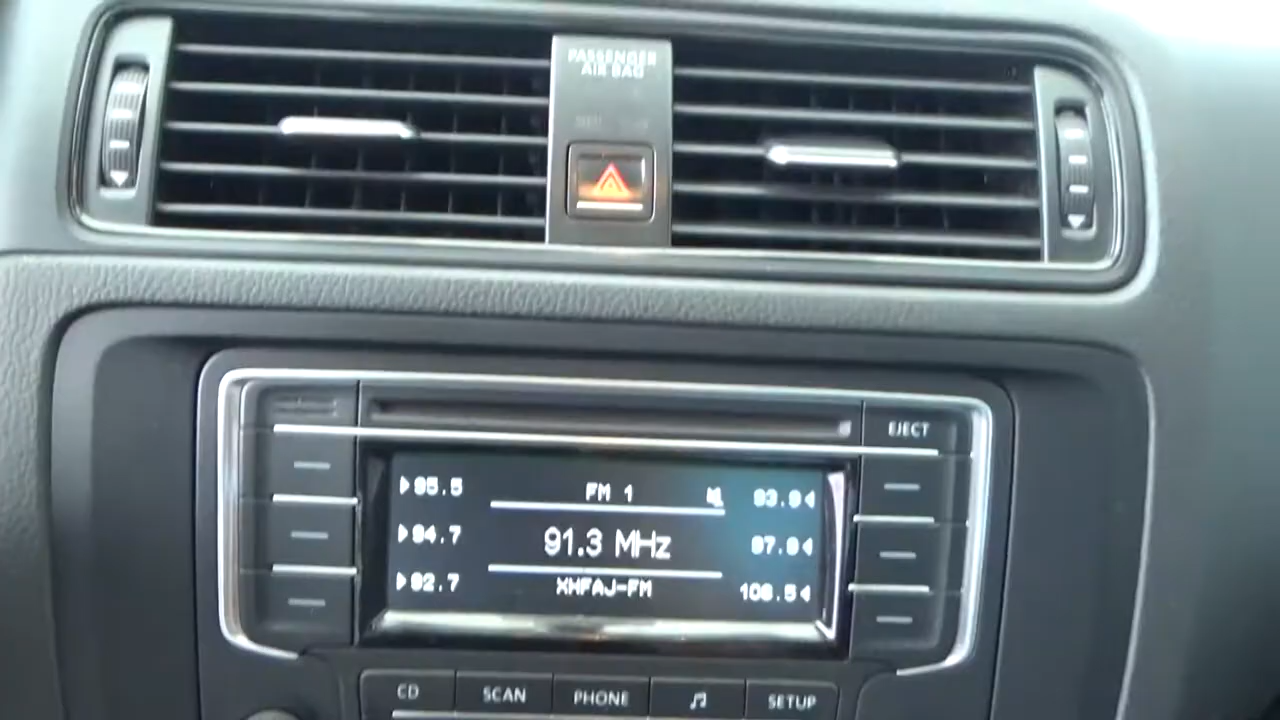 PASSENGER
AIR BAG
EJECT
95.5 FM 1 93.9
94.7 91.3 MHz 97.9
92.7 XHFAJ-FM 106.5
CD SCAN PHONE SETUP